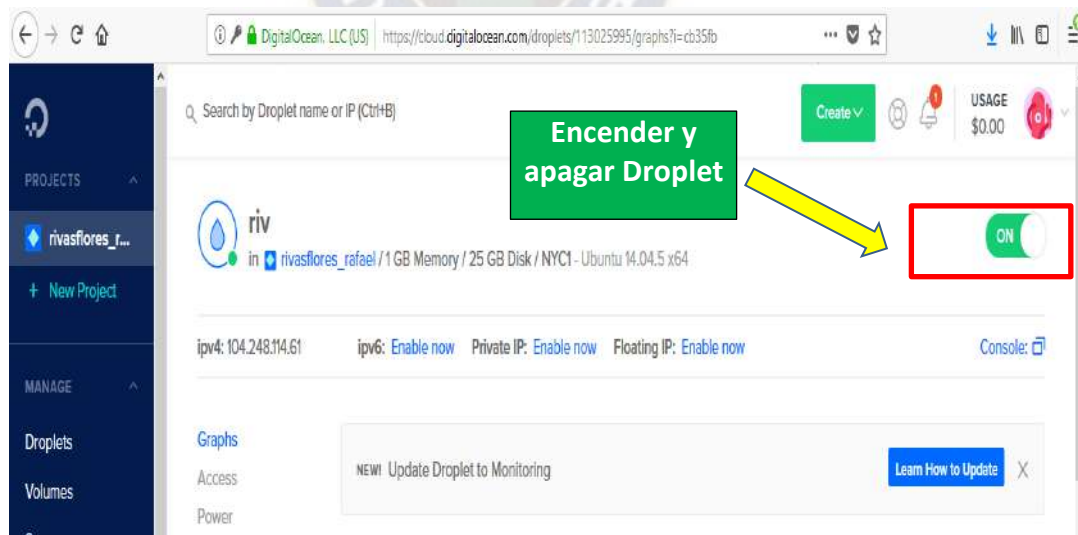 DigitalOcean, LLC (US) https://cloud.digitalocean.com/droplets/113025995/graphs?i=cb35fb
Search by Droplet name or IP (Ctrl+B)
Create
1
USAGE
$0.00
Encender y
apagar Droplet
PROJECTS
rivasflores_r...
+ New Project
MANAGE
Droplets
Volumes
riv
in rivasflores_rafael / 1 GB Memory / 25 GB Disk / NYC1 - Ubuntu 14.04.5 x64
ON
ipv4: 104.248.114.61 ipv6: Enable now Private IP: Enable now Floating IP: Enable now Console:
Graphs
Access
Power
NEW! Update Droplet to Monitoring
Learn How to Update X